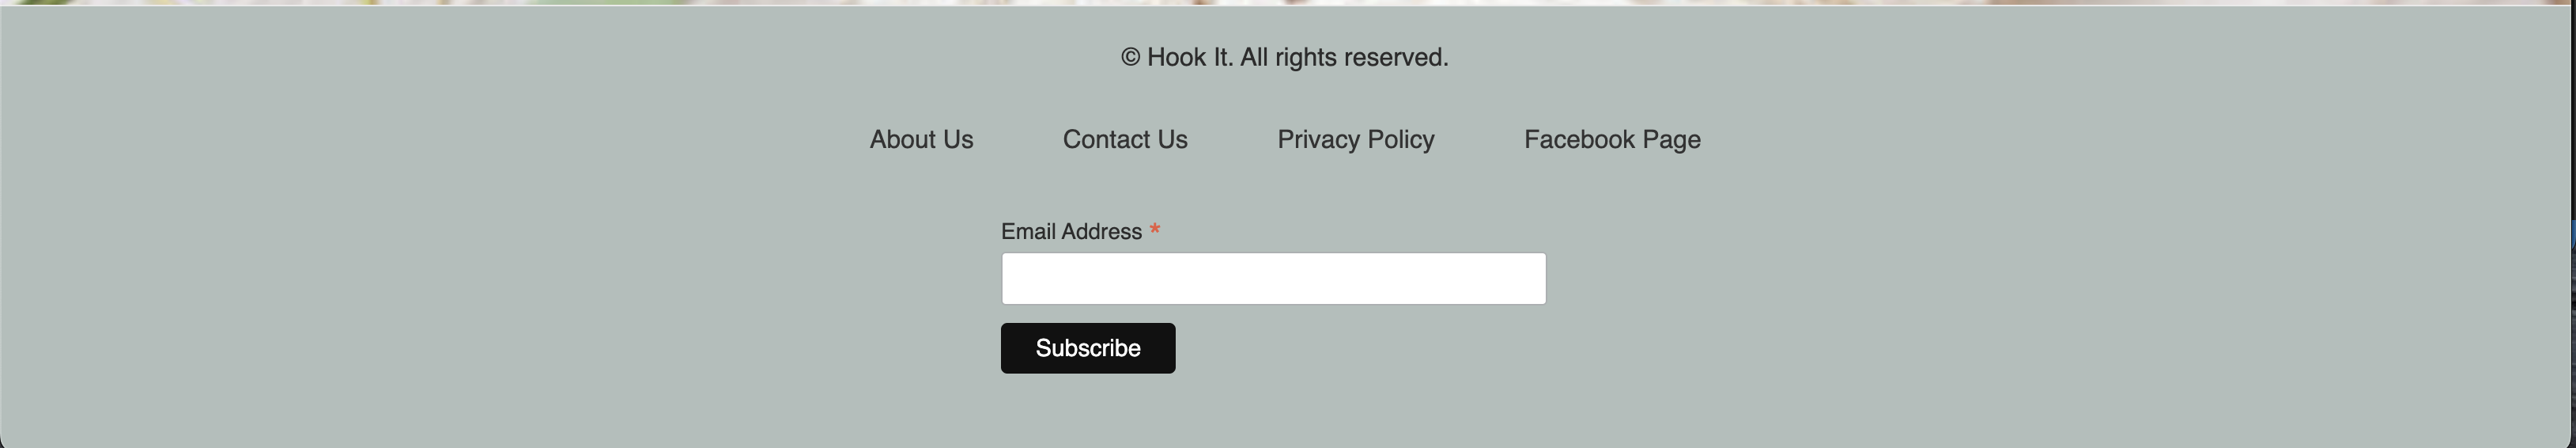 © Hook It. All rights reserved.
About Us Contact Us Privacy Policy Facebook Page
Email Address *
Subscribe